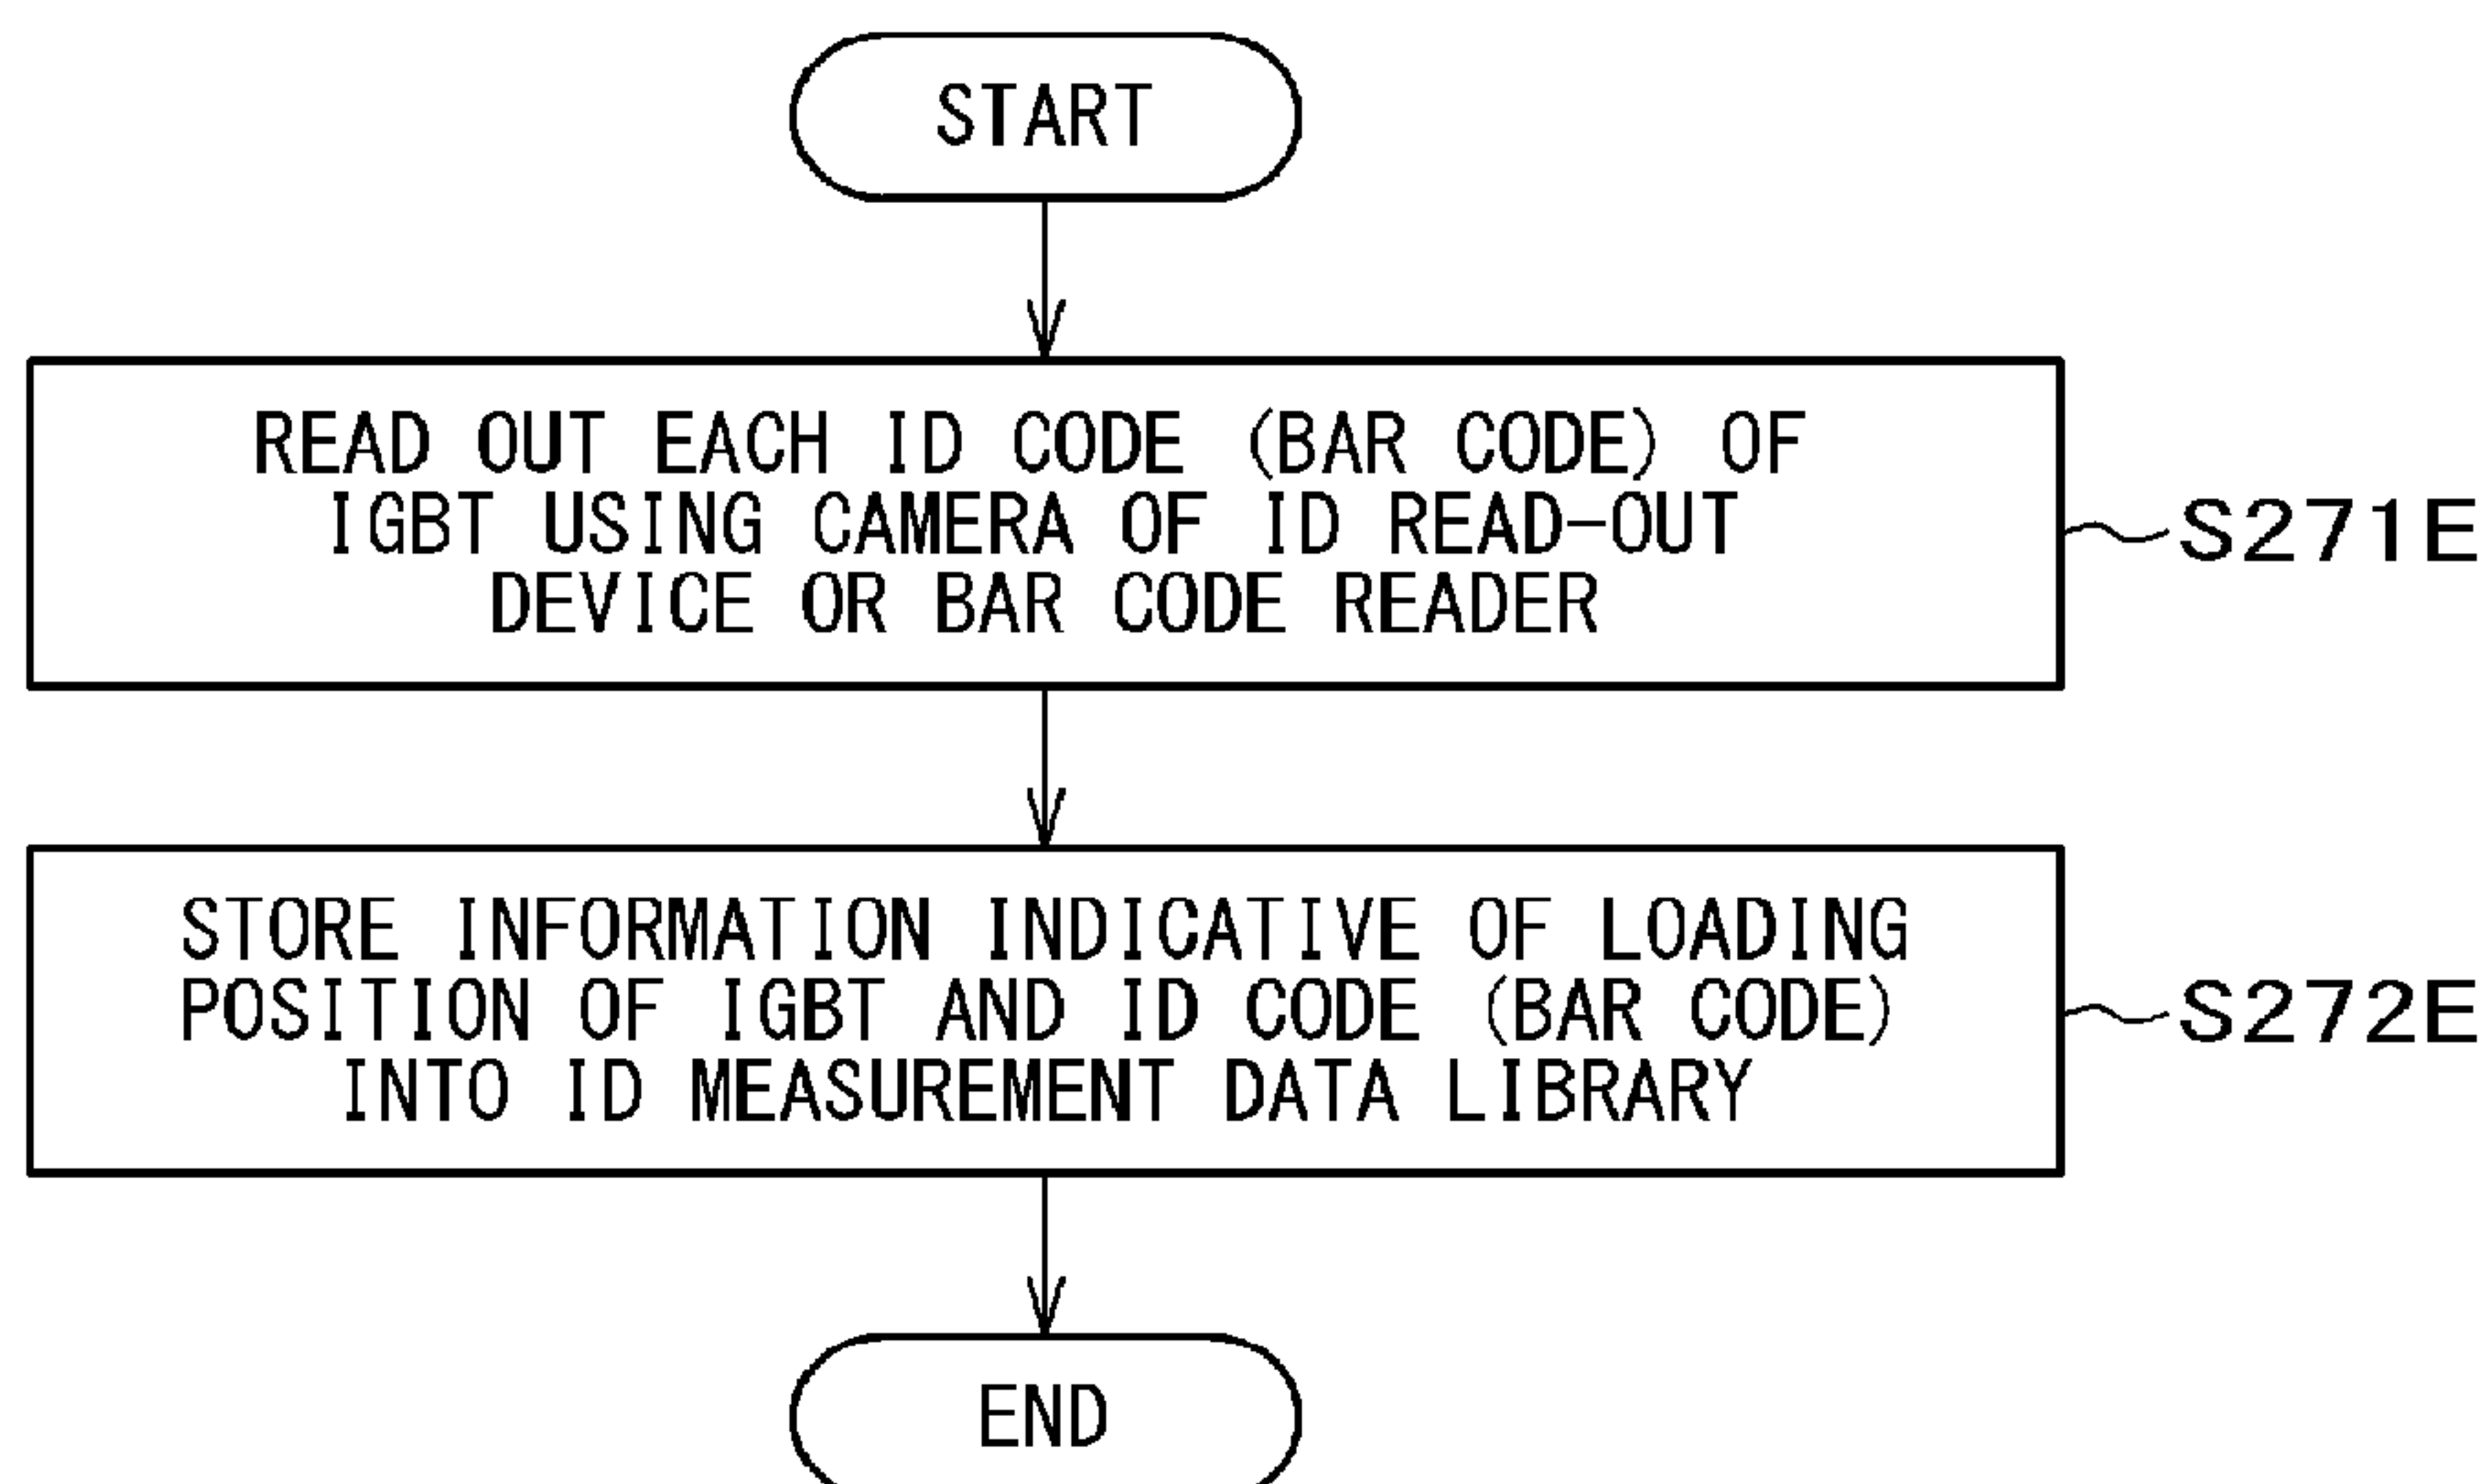 START
READ OUT EACH ID CODE (BAR CODE) OF
IGBT USING CAMERA OF ID READ-OUT
DEVICE OR BAR CODE READER
S271E
STORE INFORMATION INDICATIVE OF LOADING
POSITION OF IGBT AND ID CODE (BAR CODE)
INTO ID MEASUREMENT DATA LIBRARY
S272E
END